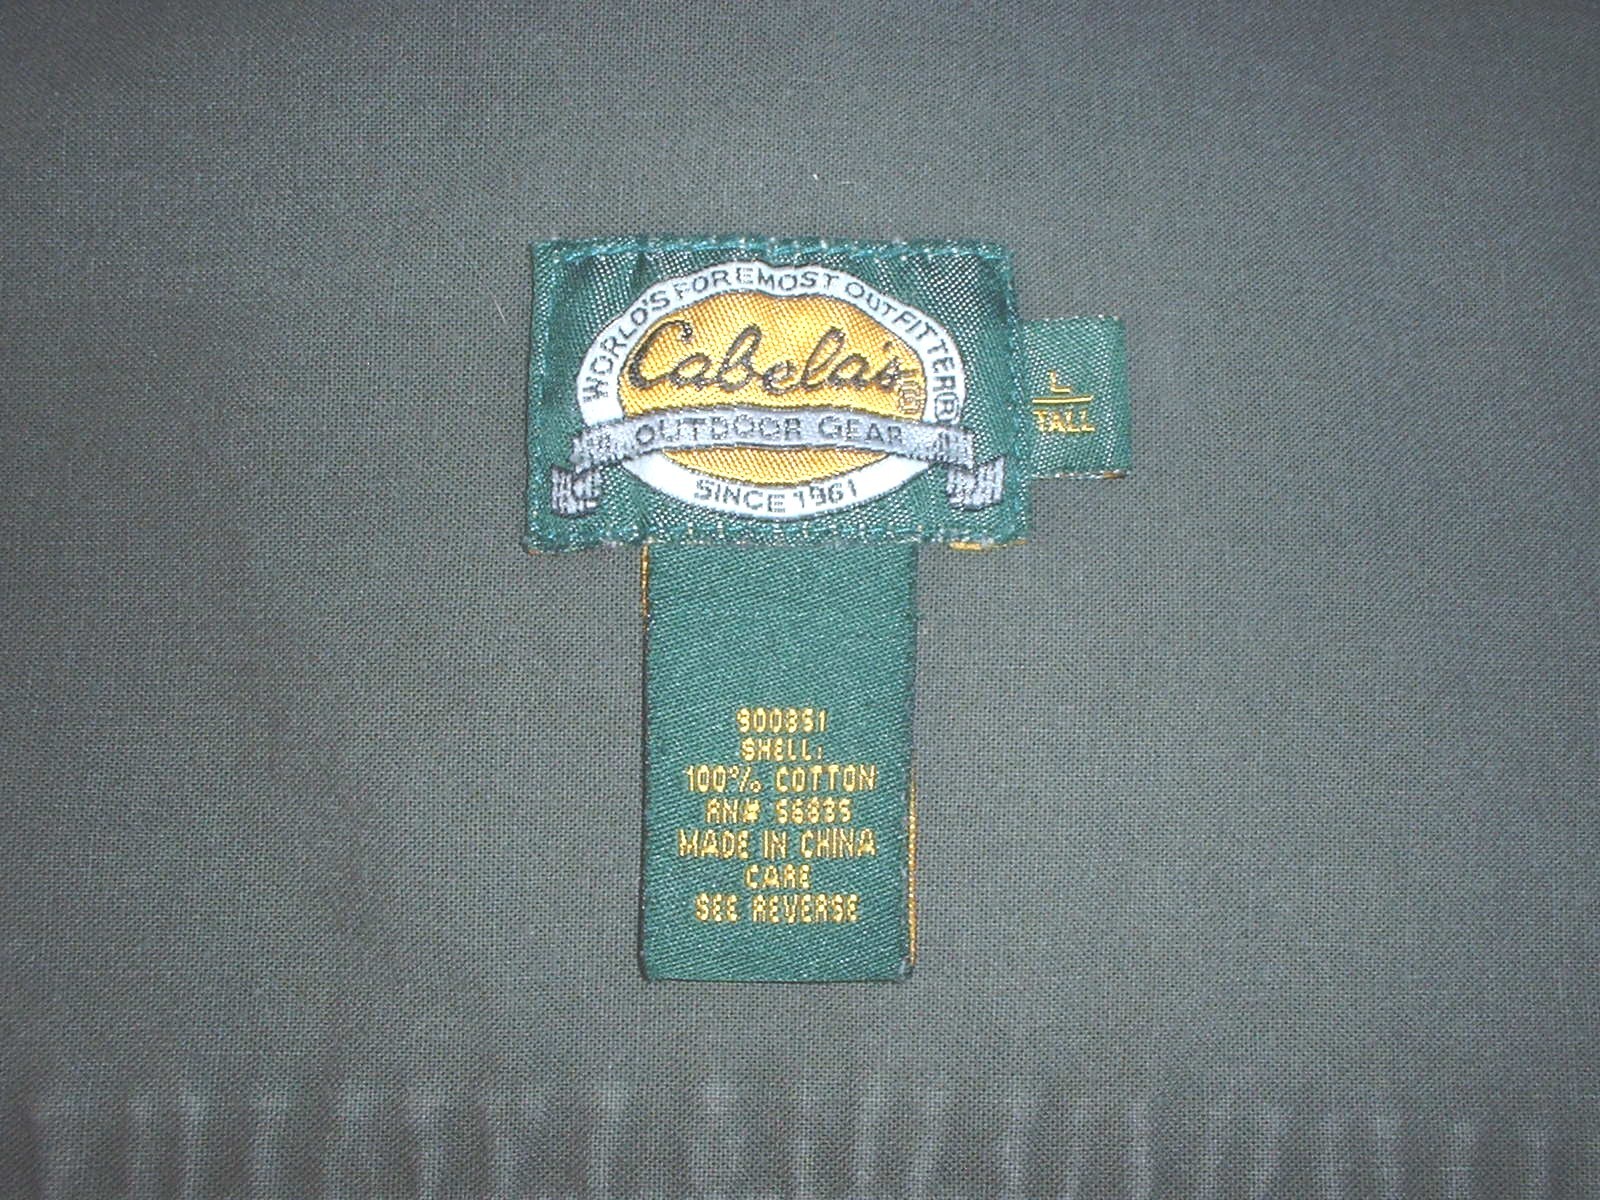 WORLD'S FOREMOST OUTFITTER®
Cabela's
OUTDOOR GEAR
SINCE 1961
L
TALL
900351
SHELL:
100% COTTON
RN# 56835
MADE IN CHINA
CARE
SEE REVERSE